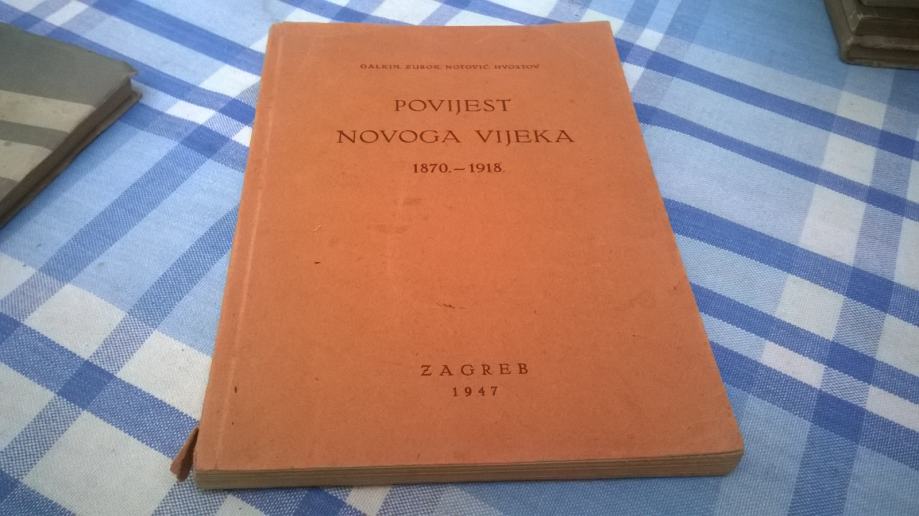 GALKIN, ZUBOK, NOTOVIĆ, HVOSTOV
POVIJEST
NOVOGA VIJEKA
1870.—1918.
ZAGREB
1947